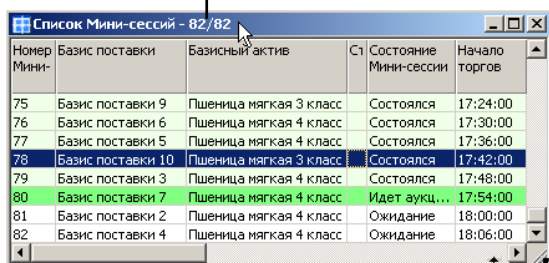 Список Мини-сессий - 82/82
Номер Мини- Базис поставки Базисный актив Ст Состояние Мини-сессии Начало торгов
75 Базис поставки 9 Пшеница мягкая 3 класс Состоялся 17:24:00
76 Базис поставки 6 Пшеница мягкая 4 класс Состоялся 17:30:00
77 Базис поставки 5 Пшеница мягкая 4 класс Состоялся 17:36:00
78 Базис поставки 10 Пшеница мягкая 3 класс Состоялся 17:42:00
79 Базис поставки 3 Пшеница мягкая 4 класс Состоялся 17:48:00
80 Базис поставки 7 Пшеница мягкая 4 класс Идет аукц... 17:54:00
81 Базис поставки 2 Пшеница мягкая 4 класс Ожидание 18:00:00
82 Базис поставки 4 Пшеница мягкая 4 класс Ожидание 18:06:00